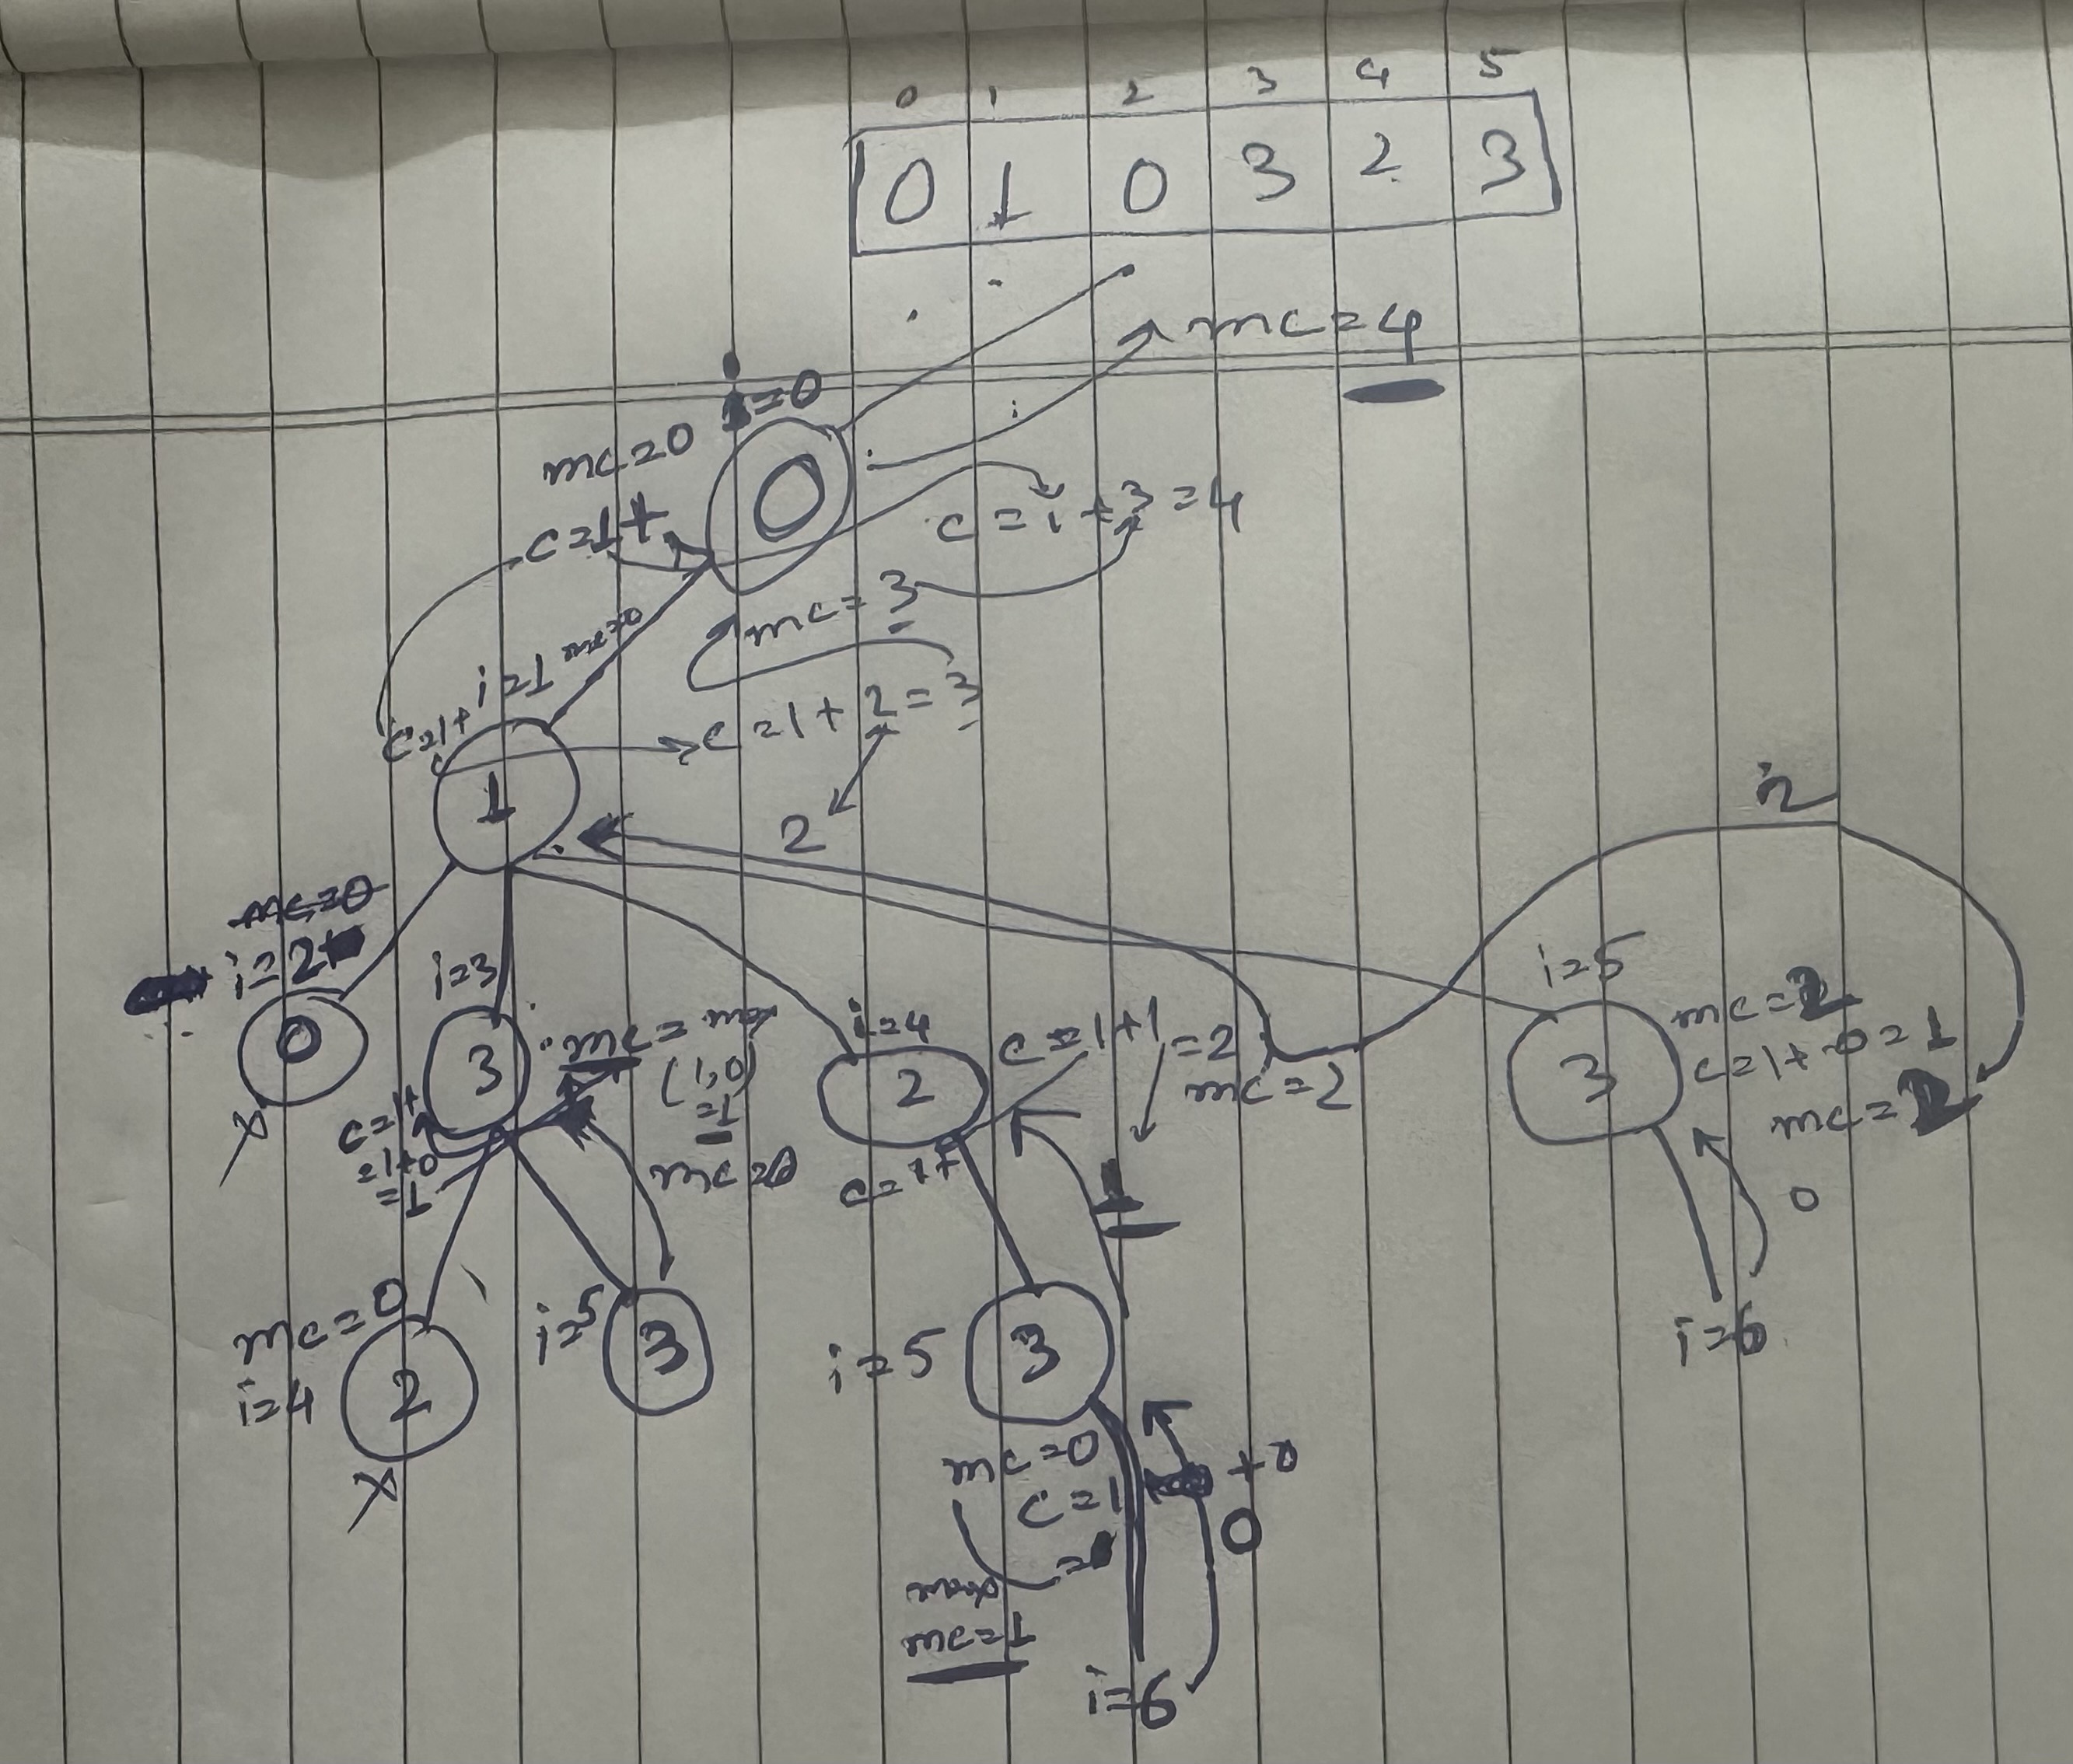 0 1 2 3 4 5
0 1 0 3 2 3
mc=4
i=0
mc=0
0
c=1+
c=1+3=4
mc=3
mc=0
i=1
c=1+
c=1+2=3
1
2
mc=0
i=2
0
x
i=3
3
mc=max
(1,0)
=1
c=1+
=1+0
=1
mc=0
i=4
2
c=1+1=2
mc=2
c=1+
1
i=5
3
mc=2
c=1+0=1
mc=2
0
i=6
mc=0
i=4
2
x
i=5
3
i=5
3
mc=0
c=1
+0
0
max
mc=1
i=6